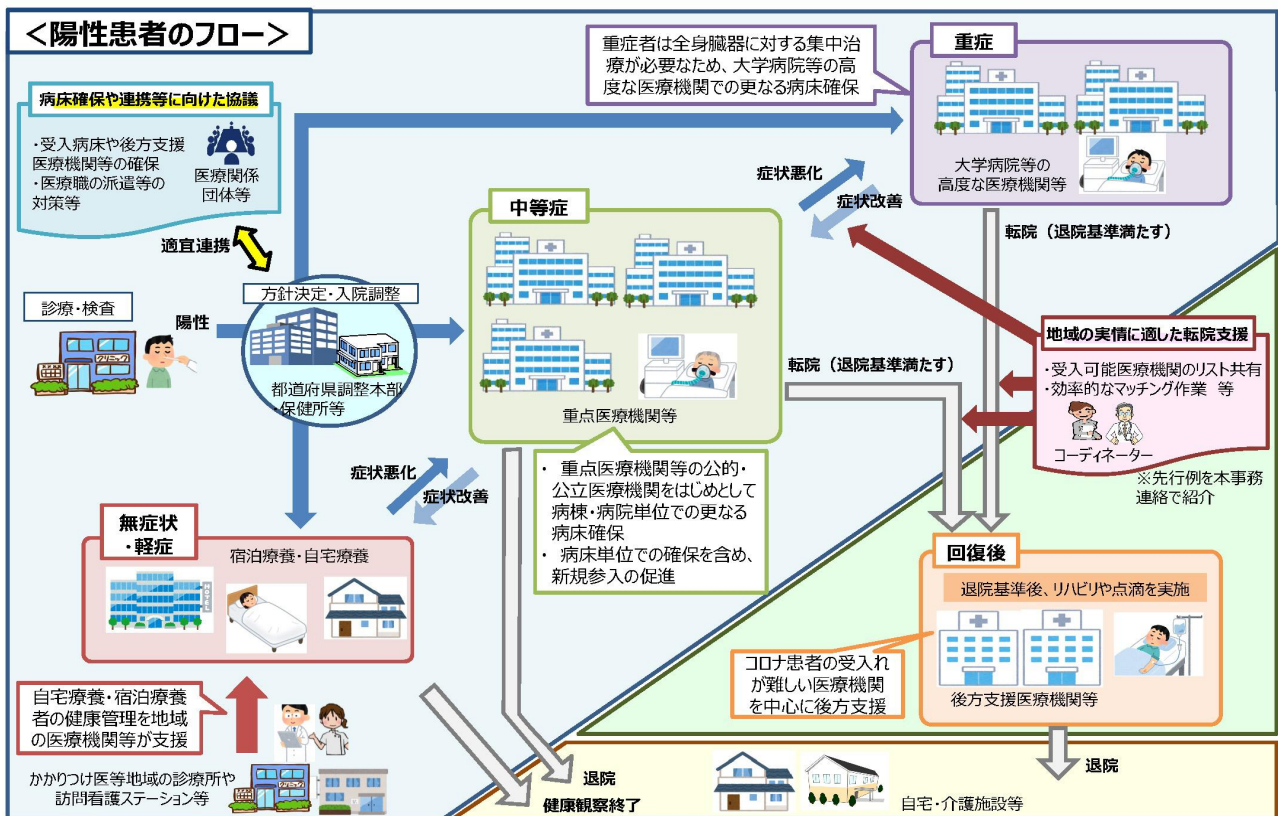 ＜陽性患者のフロー＞
病床確保や連携等に向けた協議
・受入病床や後方支援
医療機関等の確保
・医療職の派遣等の
対策等
医療関係
団体等
適宜連携
診療・検査
クリニック
陽性
方針決定・入院調整
都道府県調整本部
・保健所等
重症者は全身臓器に対する集中治
療が必要なため、大学病院等の高
度な医療機関での更なる病床確保
重症
大学病院等の
高度な医療機関等
症状悪化
症状改善
中等症
重点医療機関等
・ 重点医療機関等の公的・
公立医療機関をはじめとして
病棟・病院単位での更なる
病床確保
・ 病床単位での確保を含め、
新規参入の促進
転院（退院基準満たす）
転院（退院基準満たす）
地域の実情に適した転院支援
・受入可能医療機関のリスト共有
・効率的なマッチング作業 等
コーディネーター
※先行例を本事務
連絡で紹介
症状悪化
症状改善
無症状
・軽症
宿泊療養・自宅療養
HOTEL
自宅療養・宿泊療養
者の健康管理を地域
の医療機関等が支援
かかりつけ医等地域の診療所や
訪問看護ステーション等
回復後
退院基準後、リハビリや点滴を実施
後方支援医療機関等
コロナ患者の受入れ
が難しい医療機関
を中心に後方支援
退院
健康観察終了
自宅・介護施設等
退院